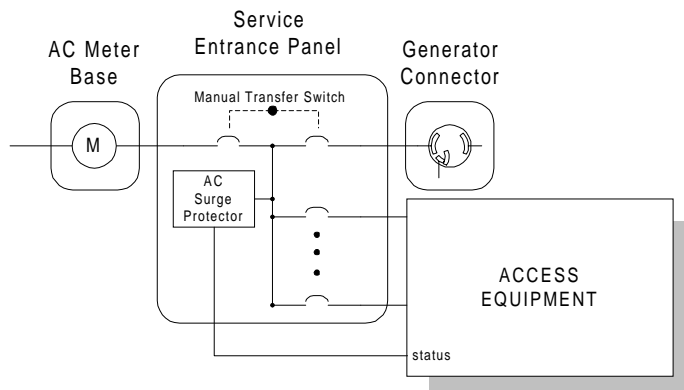 Service
Entrance Panel
AC Meter
Base
Generator
Connector
Manual Transfer Switch
M
AC
Surge
Protector
ACCESS
EQUIPMENT
status